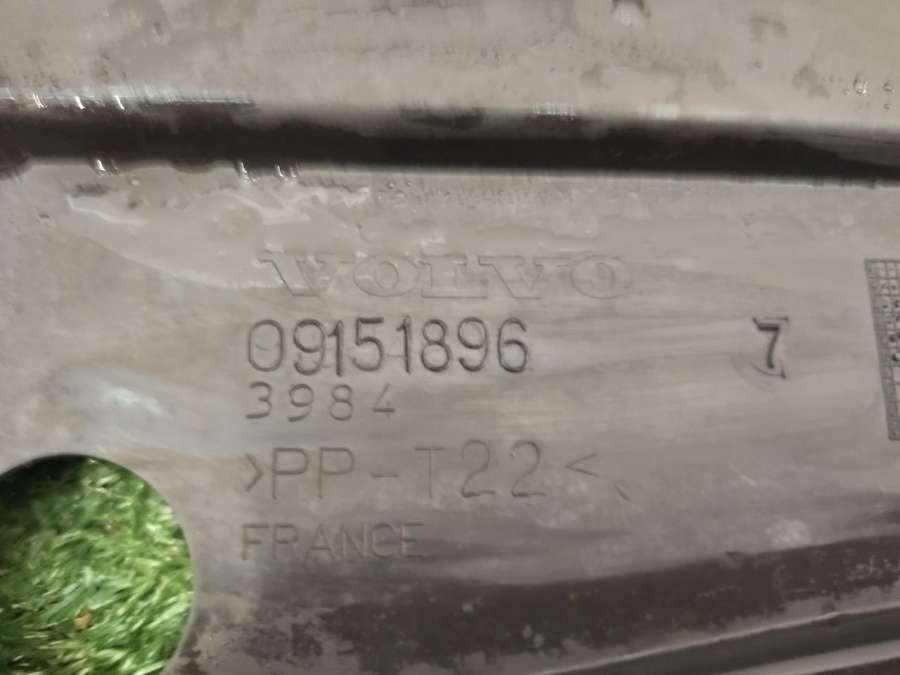 VOLVO
09151896 7
3984
>PP-T22<
FRANCE